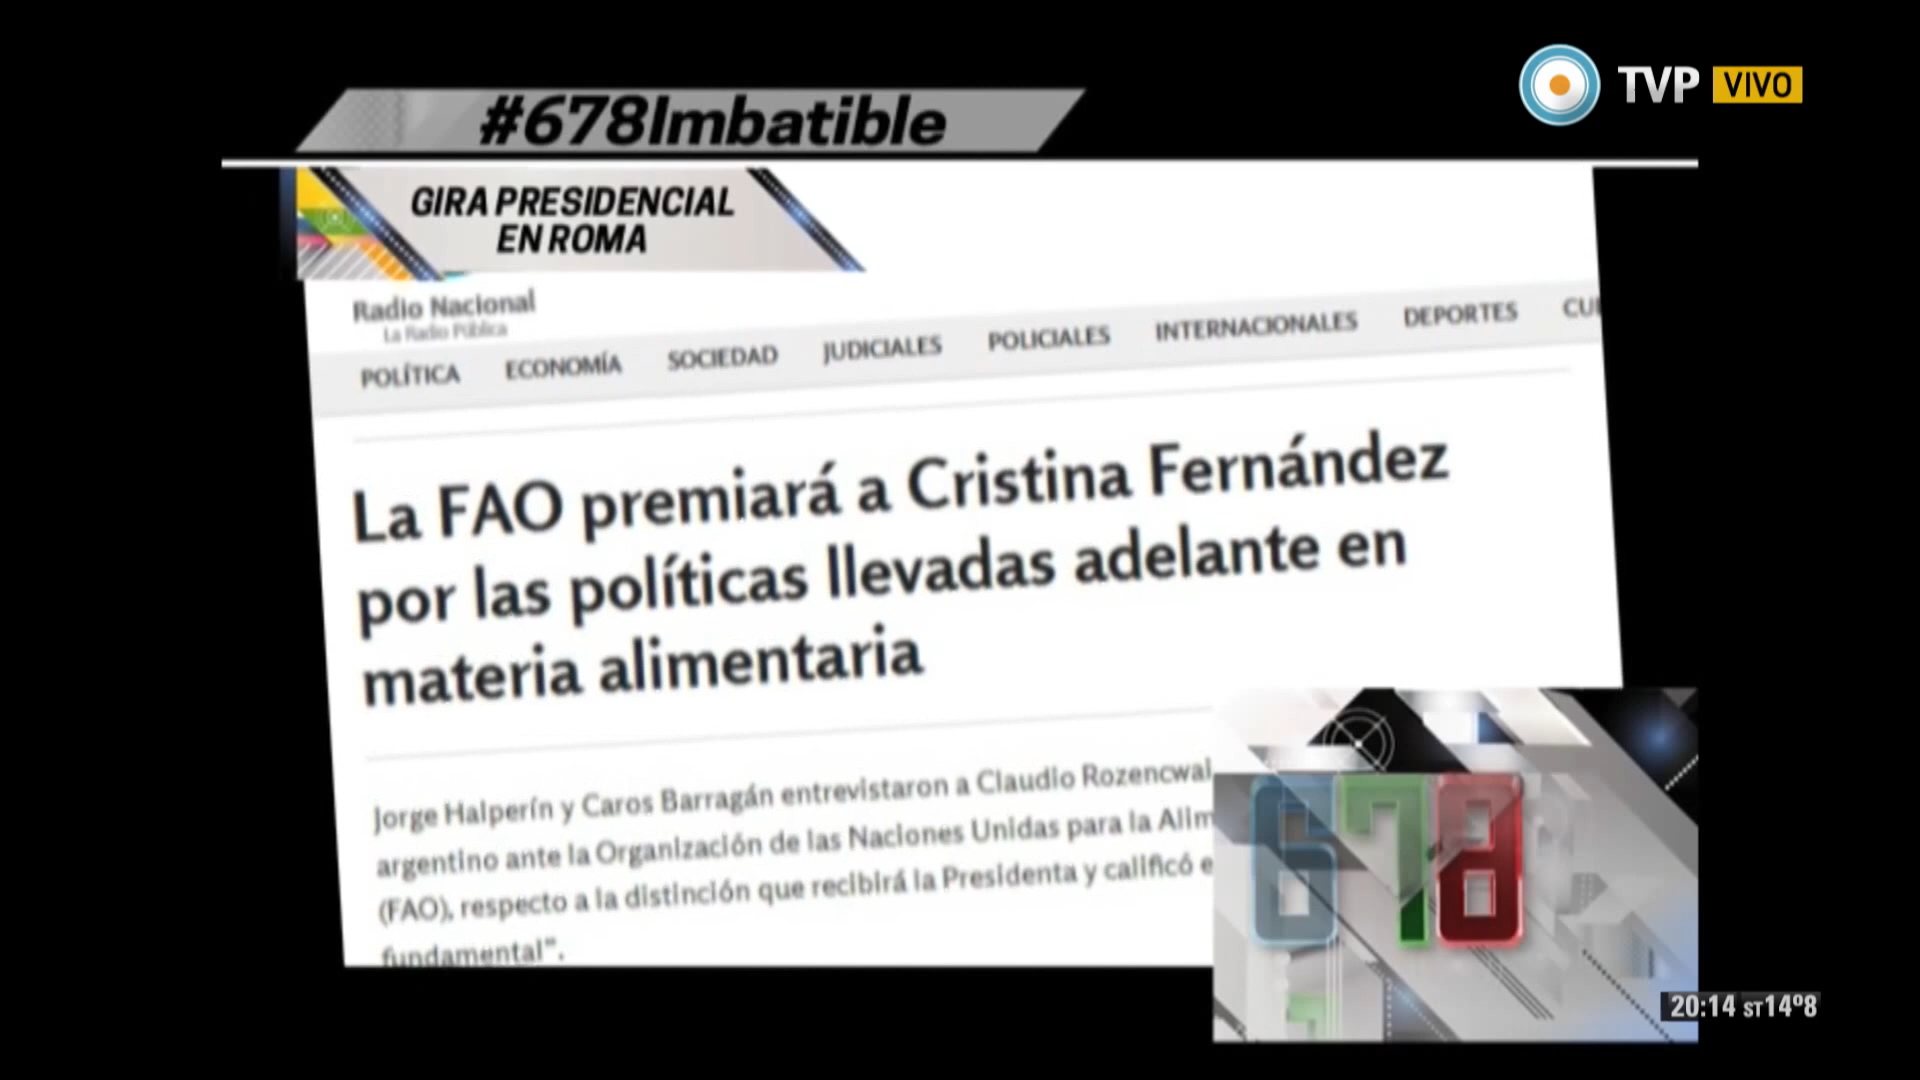 TVP VIVO
#678Imbatible
GIRA PRESIDENCIAL
EN ROMA
Radio Nacional
La Radio Pública
POLÍTICA ECONOMÍA SOCIEDAD JUDICIALES POLICIALES INTERNACIONALES DEPORTES CU
La FAO premiará a Cristina Fernández
por las políticas llevadas adelante en
materia alimentaria
Jorge Halperín y Caros Barragán entrevistaron a Claudio Rozencwal
argentino ante la Organización de las Naciones Unidas para la Alim
(FAO), respecto a la distinción que recibirá la Presidenta y calificó e
fundamental".
678
20:14 ST14º8